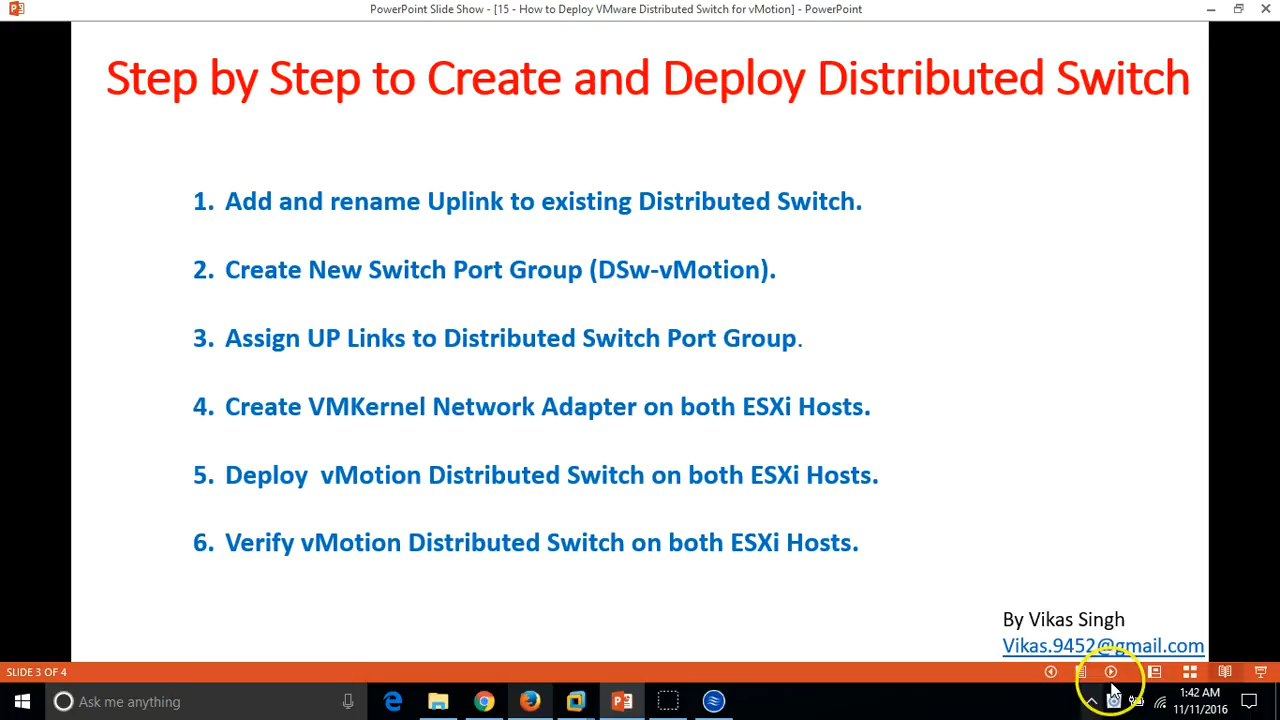 PowerPoint Slide Show - [15 - How to Deploy VMware Distributed Switch for vMotion] - PowerPoint
Step by Step to Create and Deploy Distributed Switch
1. Add and rename Uplink to existing Distributed Switch.
2. Create New Switch Port Group (DSw-vMotion).
3. Assign UP Links to Distributed Switch Port Group.
4. Create VMKernel Network Adapter on both ESXi Hosts.
5. Deploy  vMotion Distributed Switch on both ESXi Hosts.
6. Verify vMotion Distributed Switch on both ESXi Hosts.
By Vikas Singh
Vikas.9452@gmail.com
SLIDE 3 OF 4
Ask me anything
1:42 AM
11/11/2016